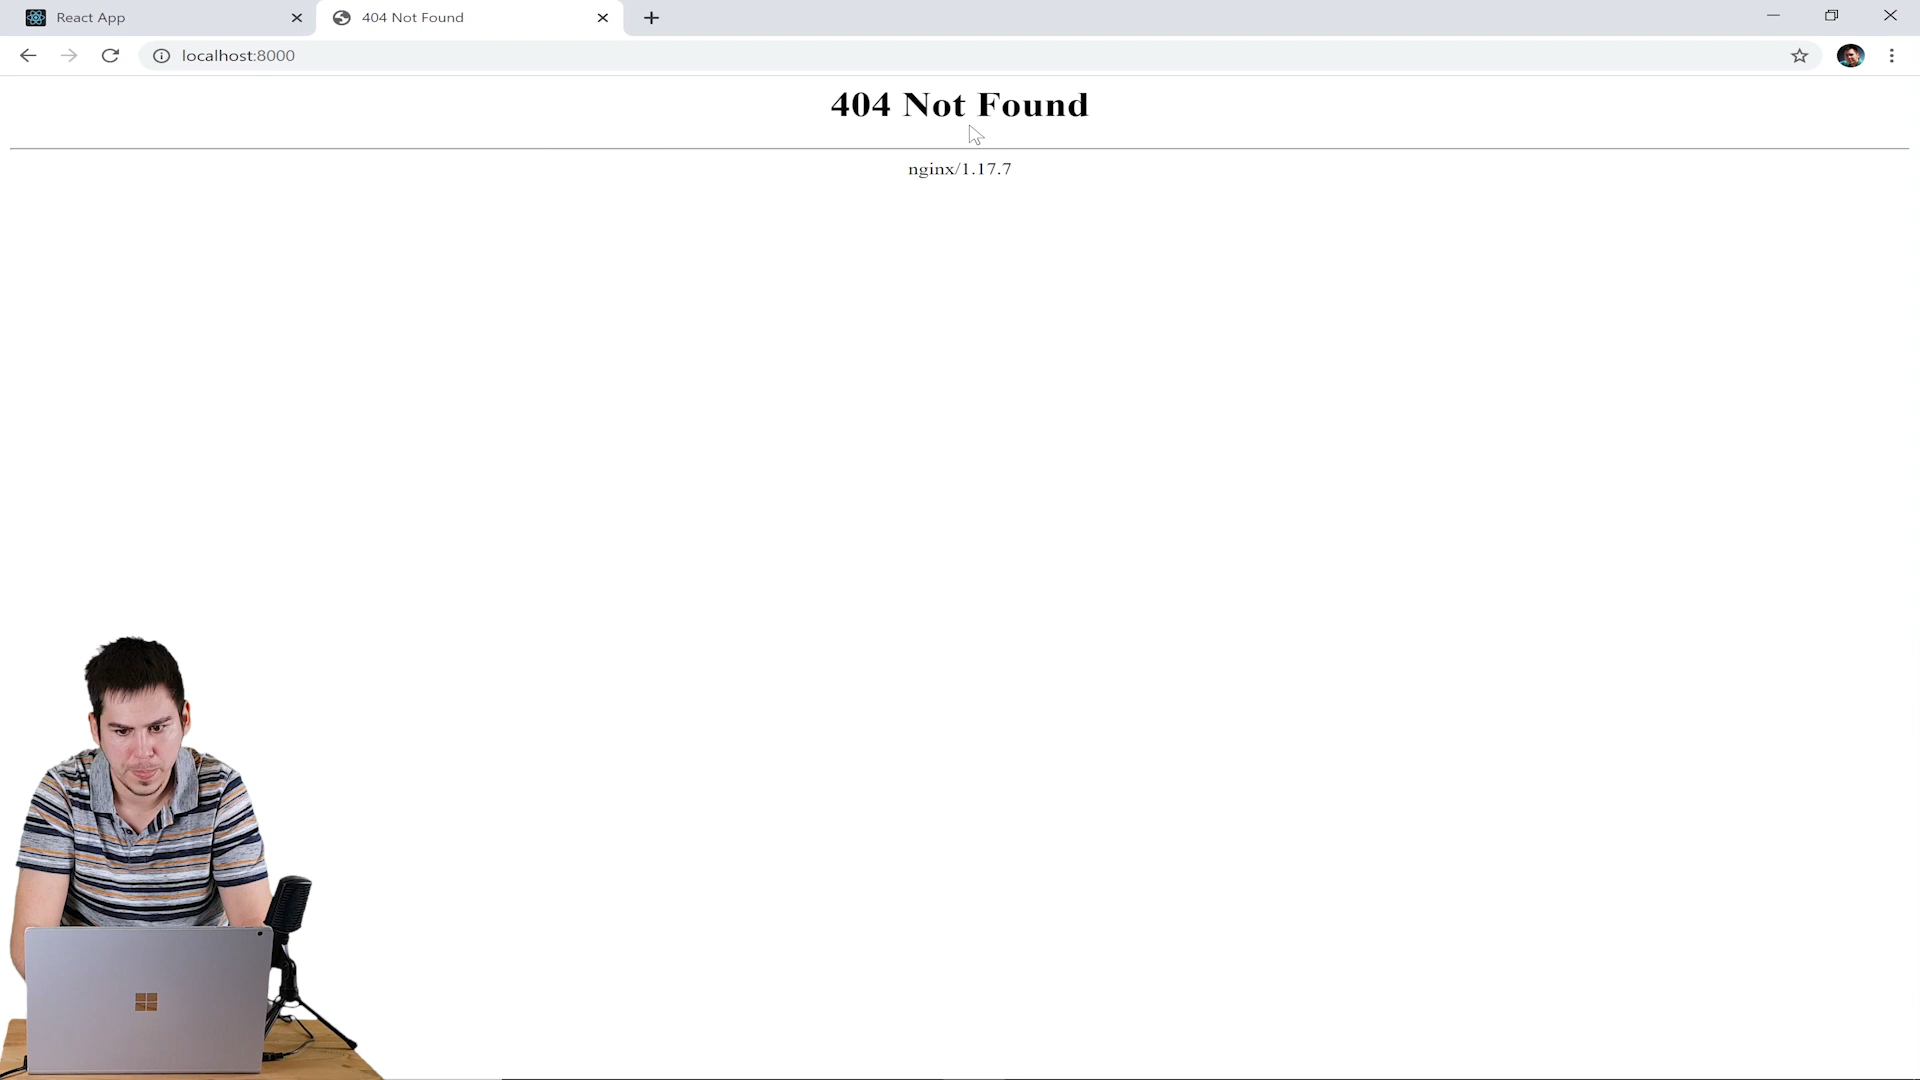 React App
404 Not Found
localhost:8000
404 Not Found
nginx/1.17.7